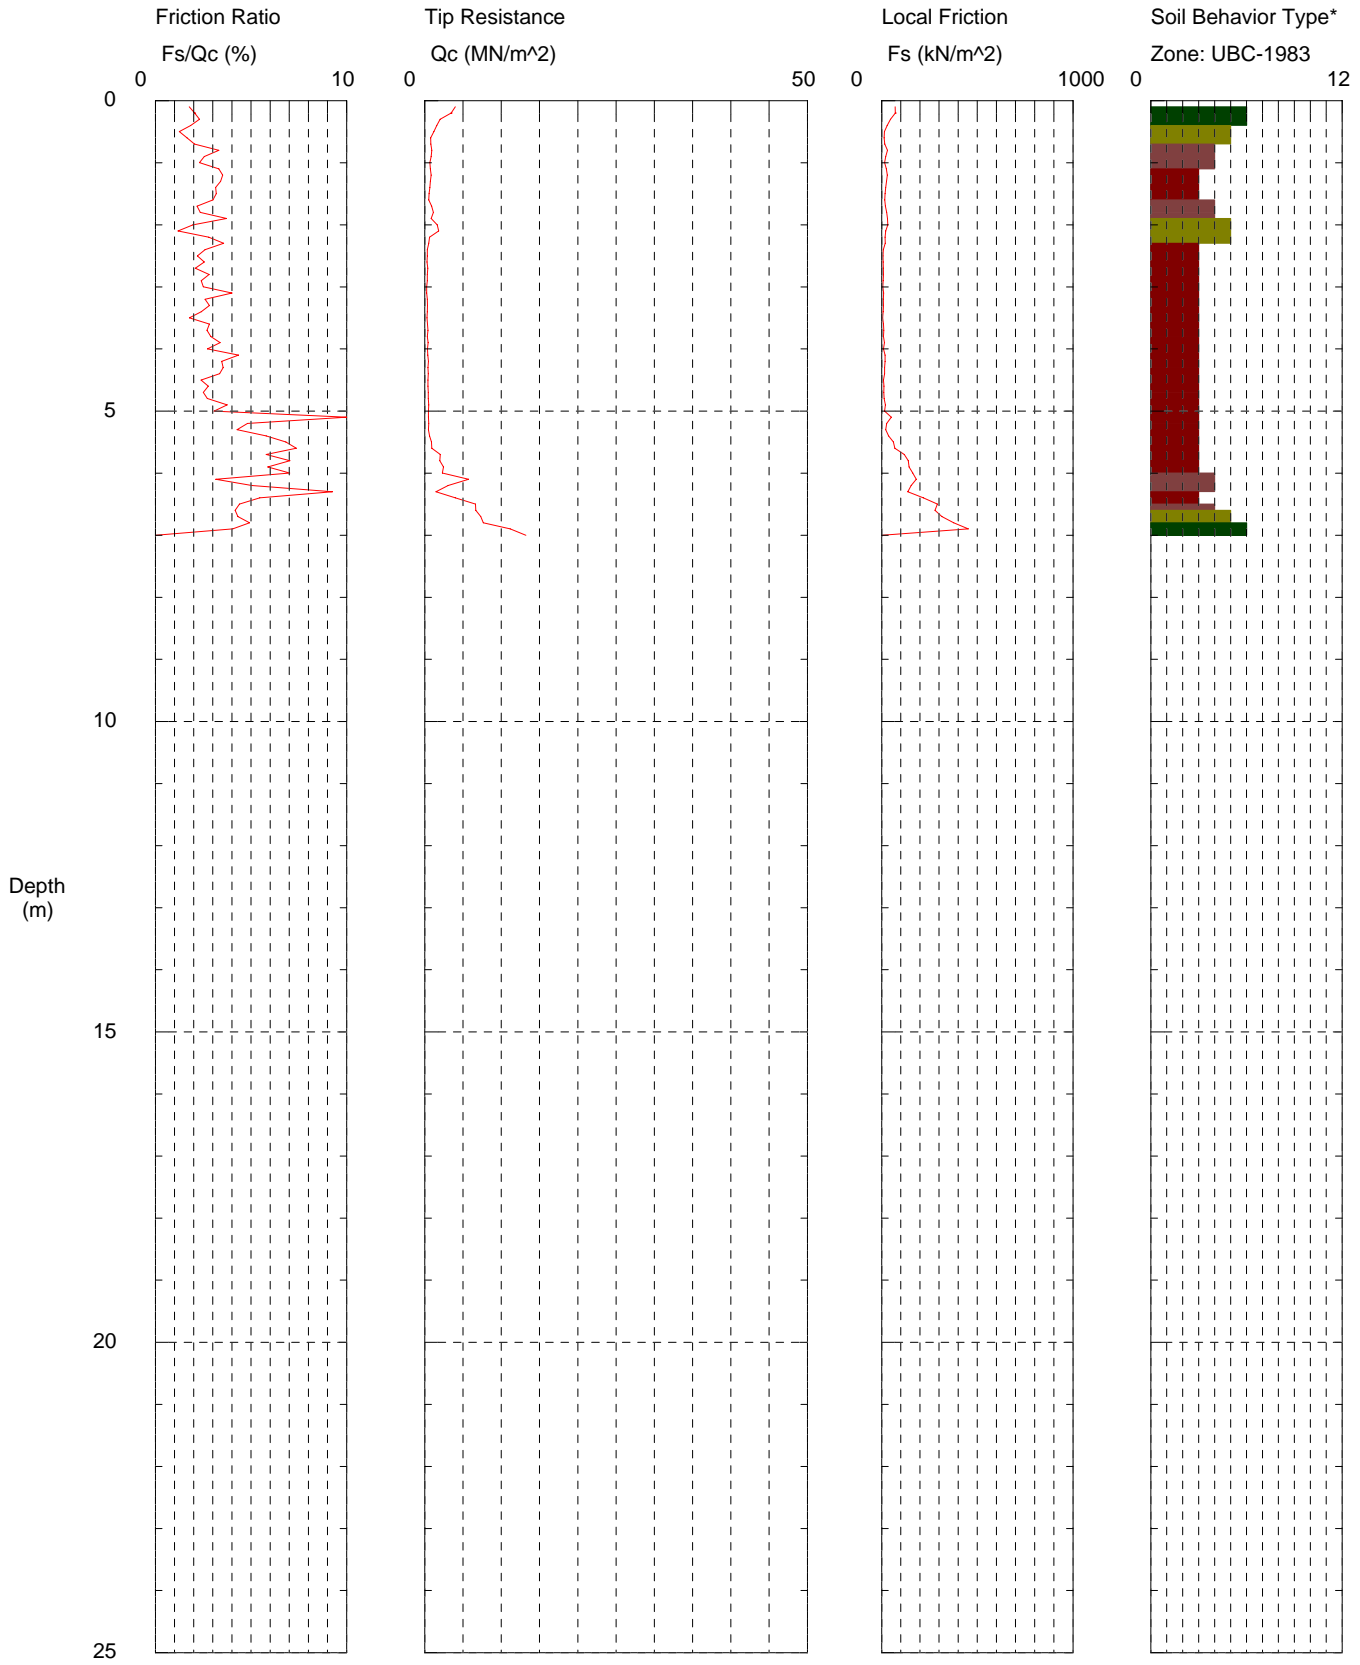 Friction Ratio
Fs/Qc (%)
0 10
Tip Resistance
Qc (MN/m^2)
0 50
Local Friction
Fs (kN/m^2)
0 1000
Soil Behavior Type*
Zone: UBC-1983
0 12
0
5
10
Depth
(m)
15
20
25